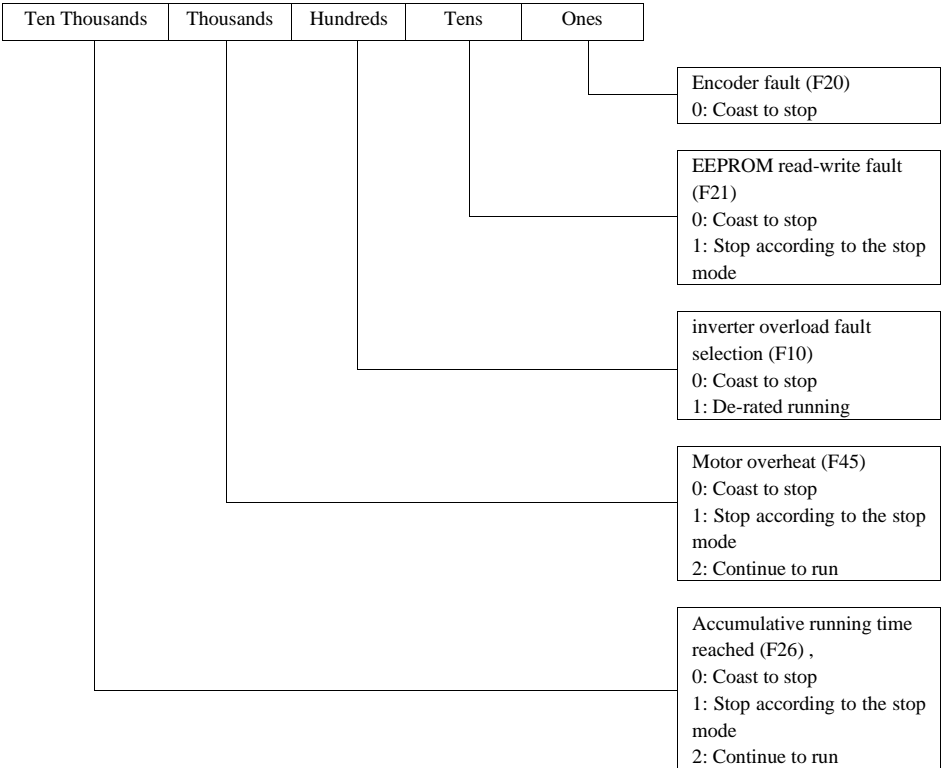 Ten Thousands Thousands Hundreds Tens Ones
Encoder fault (F20)
0: Coast to stop
EEPROM read-write fault
(F21)
0: Coast to stop
1: Stop according to the stop
mode
inverter overload fault
selection (F10)
0: Coast to stop
1: De-rated running
Motor overheat (F45)
0: Coast to stop
1: Stop according to the stop
mode
2: Continue to run
Accumulative running time
reached (F26) ,
0: Coast to stop
1: Stop according to the stop
mode
2: Continue to run